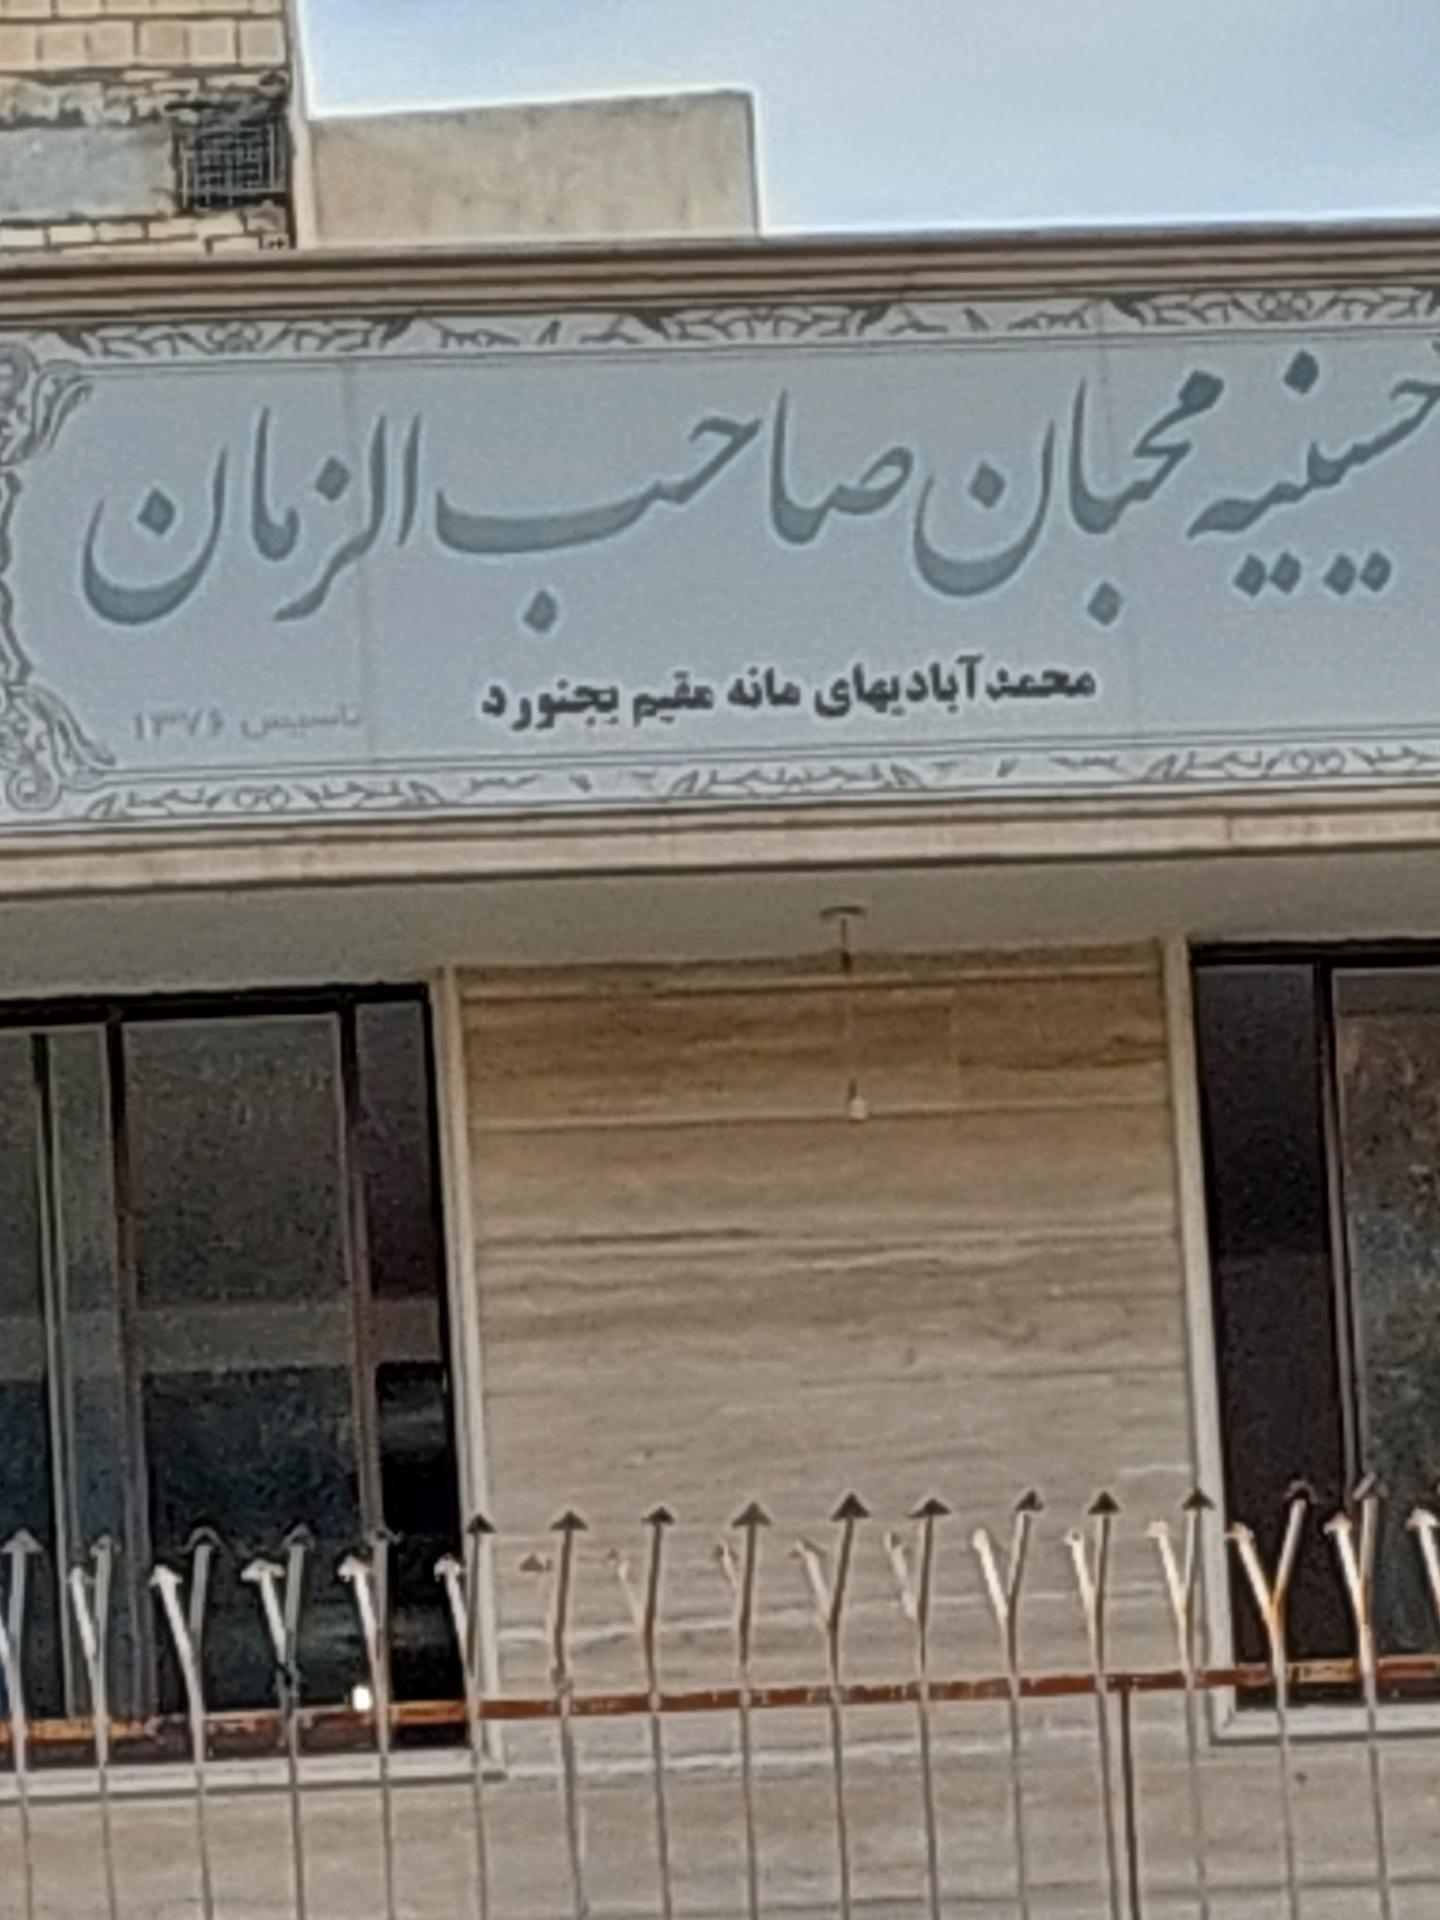 حسینیه محبان صاحب الزمان
محمدآبادیهای مانه مقیم بجنورد
تاسیس ۱۳۷۶